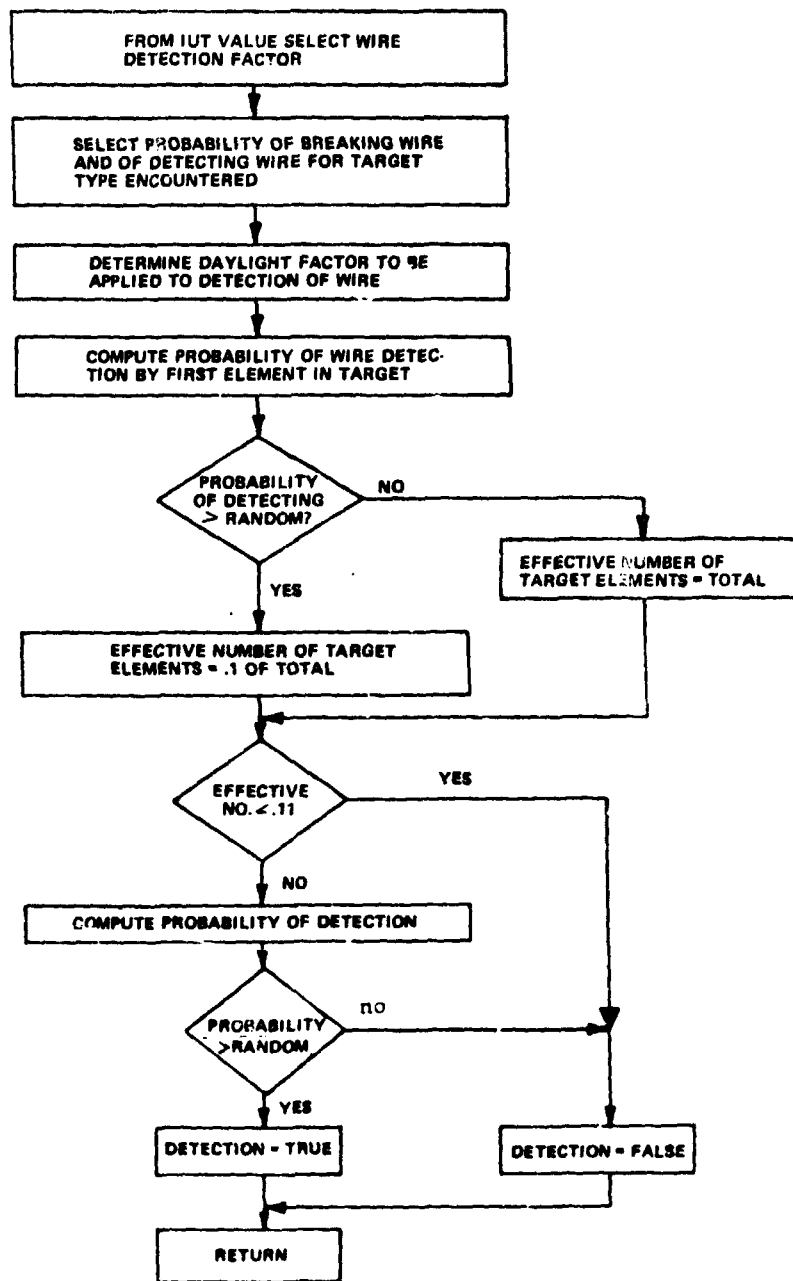 FROM IUT VALUE SELECT WIRE
DETECTION FACTOR
SELECT PROBABILITY OF BREAKING WIRE
AND OF DETECTING WIRE FOR TARGET
TYPE ENCOUNTERED
DETERMINE DAYLIGHT FACTOR TO BE
APPLIED TO DETECTION OF WIRE
COMPUTE PROBABILITY OF WIRE DETEC-
TION BY FIRST ELEMENT IN TARGET
PROBABILITY
OF DETECTING
> RANDOM?
NO
YES
EFFECTIVE NUMBER OF
TARGET ELEMENTS = TOTAL
EFFECTIVE NUMBER OF TARGET
ELEMENTS = .1 OF TOTAL
EFFECTIVE
NO. < .11
YES
NO
COMPUTE PROBABILITY OF DETECTION
PROBABILITY
>RANDOM
no
YES
DETECTION = TRUE
DETECTION = FALSE
RETURN